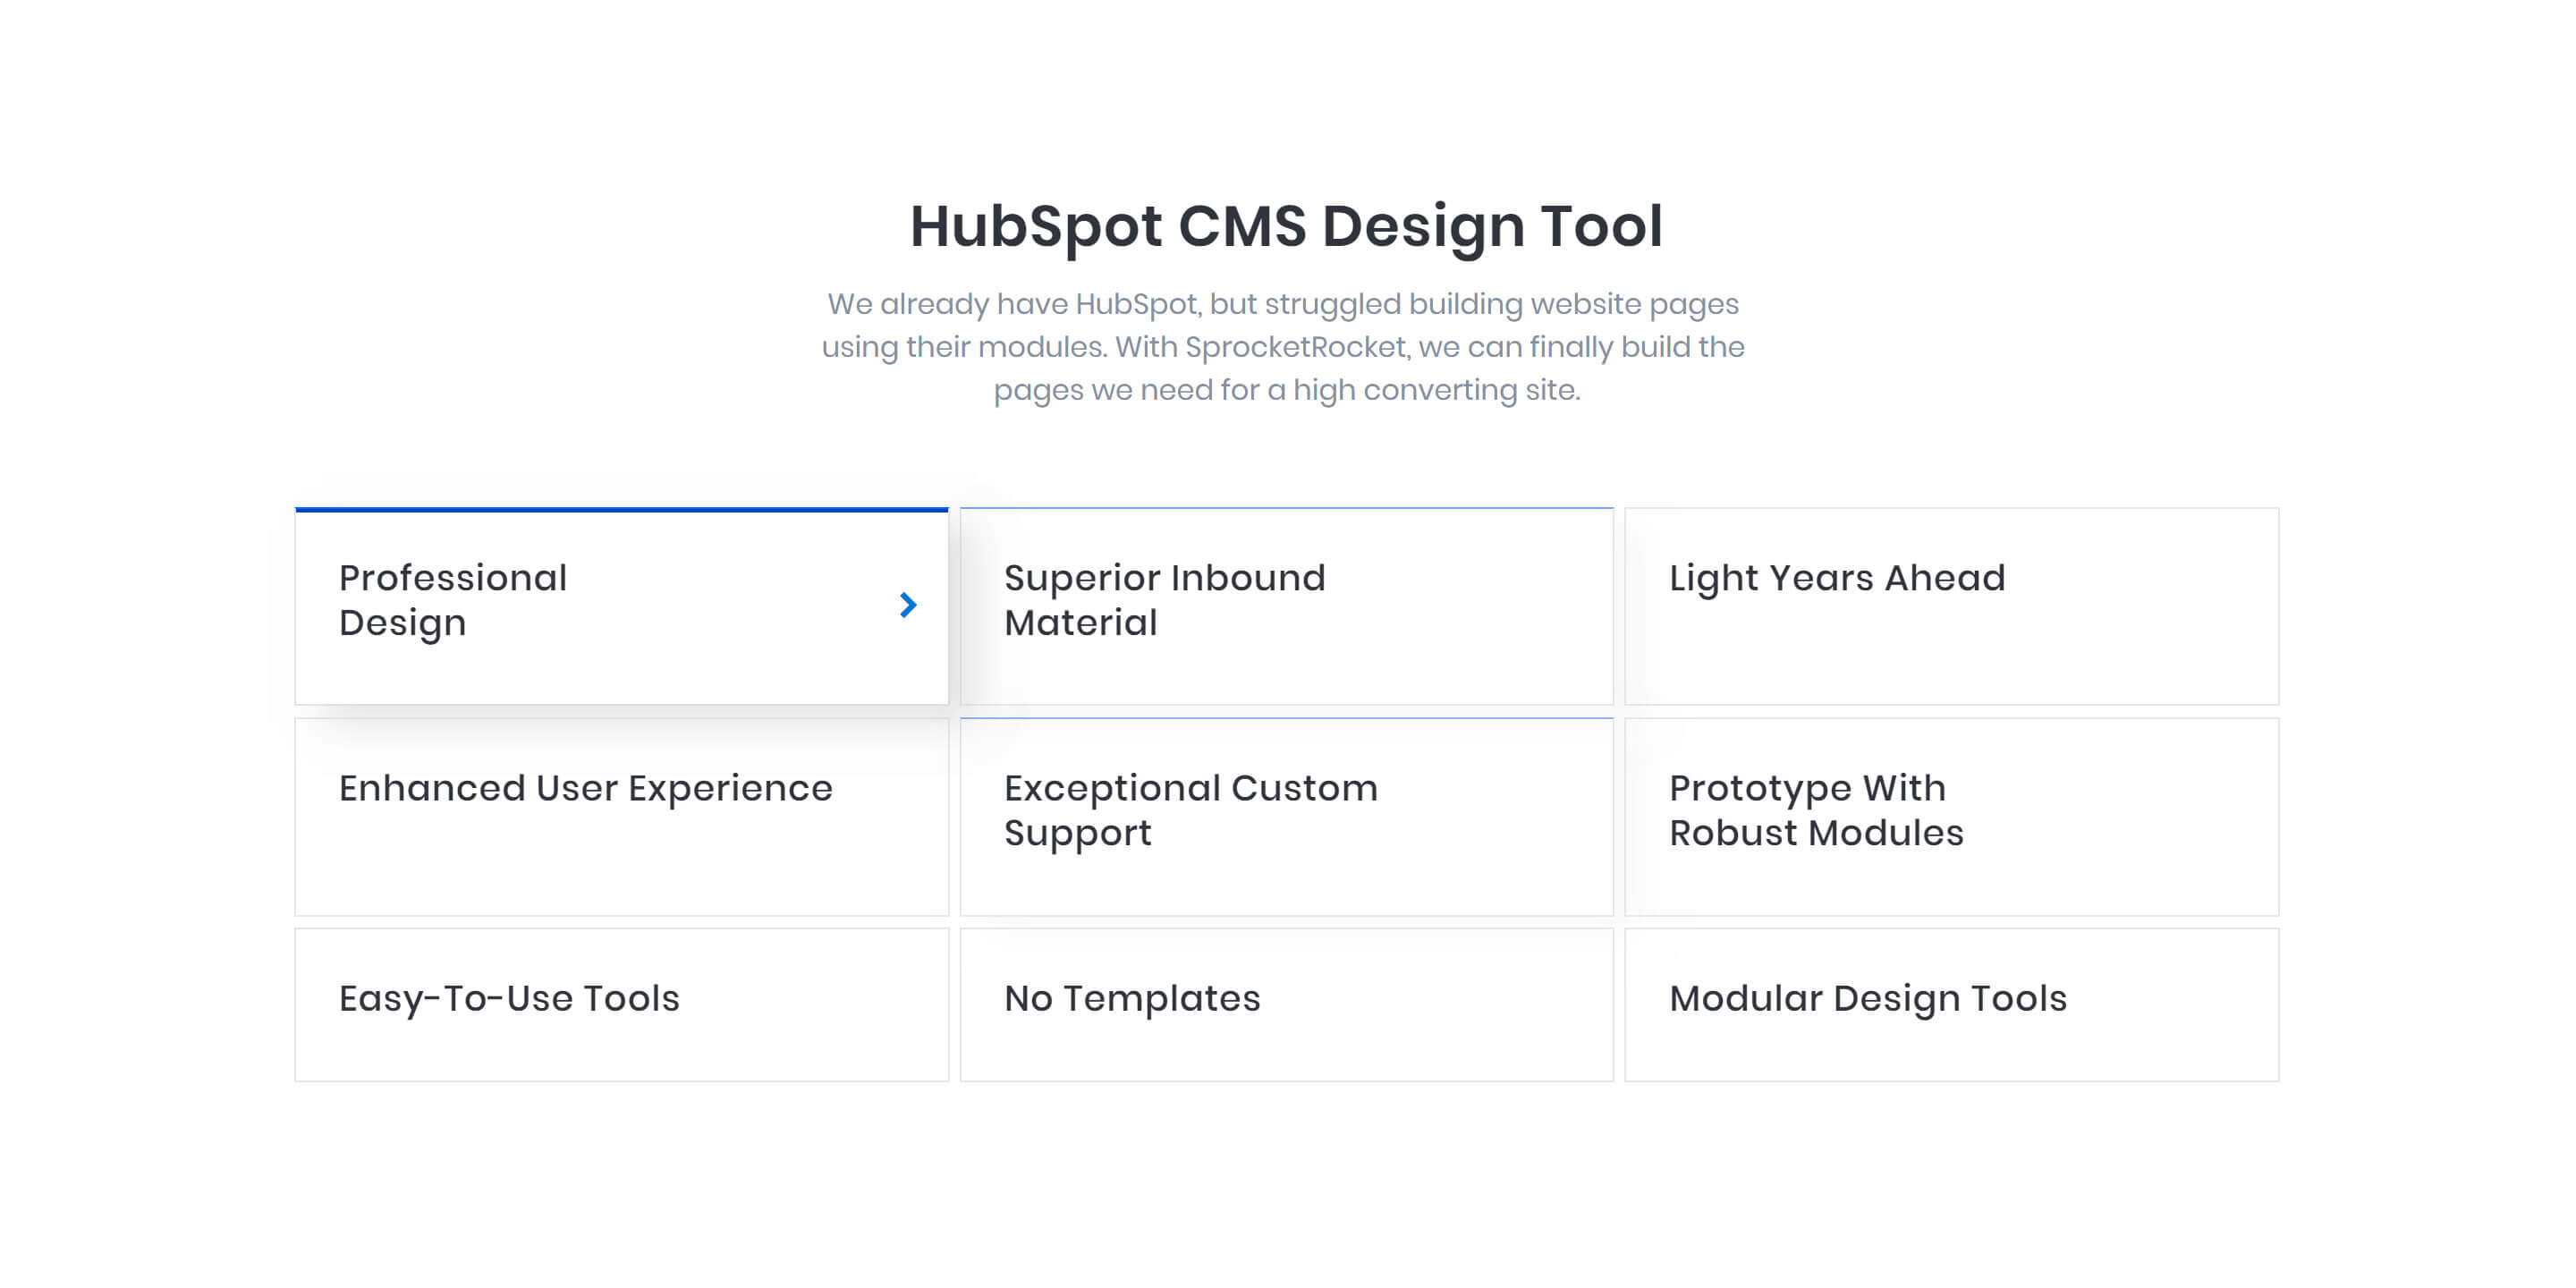 HubSpot CMS Design Tool
We already have HubSpot, but struggled building website pages
using their modules. With SprocketRocket, we can finally build the
pages we need for a high converting site.
Professional
Design
Superior Inbound
Material
Light Years Ahead
Enhanced User Experience
Exceptional Custom
Support
Prototype With
Robust Modules
Easy-To-Use Tools
No Templates
Modular Design Tools